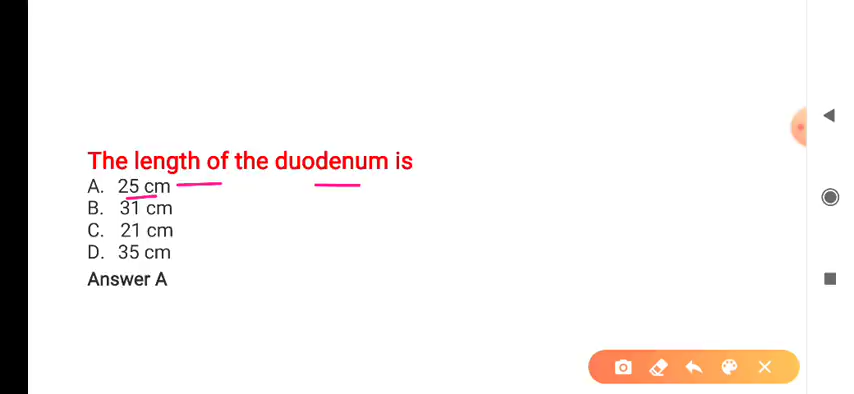 The length of the duodenum is
A. 25 cm
B. 31 cm
C. 21 cm
D. 35 cm
Answer A